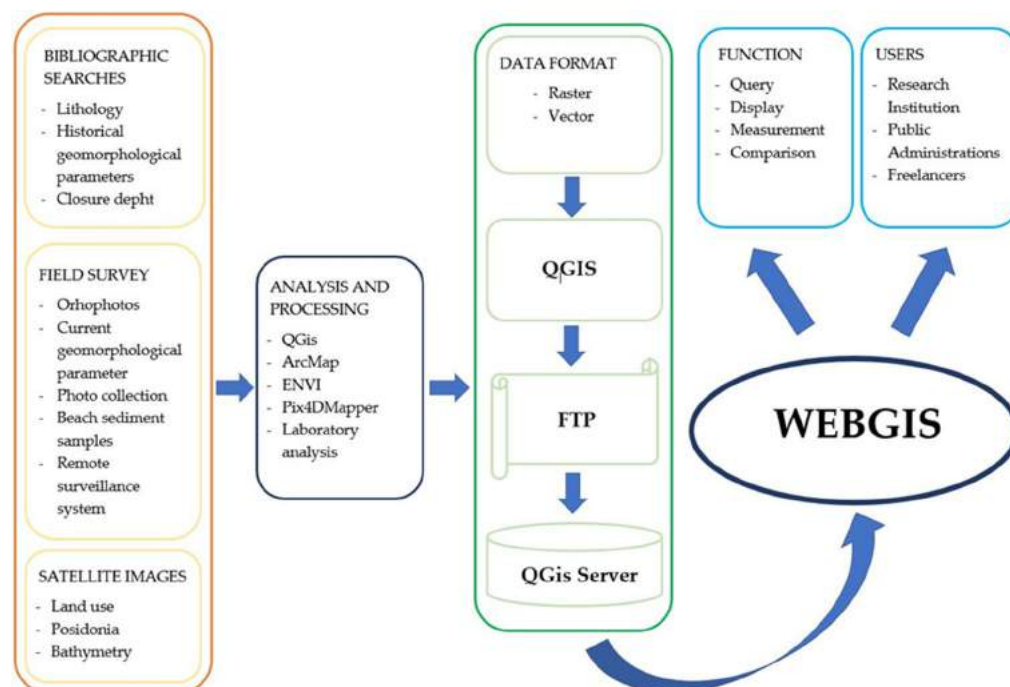 BIBLIOGRAPHIC
SEARCHES
- Lithology
- Historical
geomorphological
parameters
- Closure depht
FIELD SURVEY
- Orhophotos
- Current
geomorphological
parameter
- Photo collection
- Beach sediment
samples
- Remote
surveillance
system
SATELLITE IMAGES
- Land use
- Posidonia
- Bathymetry
ANALYSIS AND
PROCESSING
- QGis
- ArcMap
- ENVI
- Pix4DMapper
- Laboratory
analysis
DATA FORMAT
- Raster
- Vector
QGIS
FTP
QGis Server
FUNCTION
- Query
- Display
- Measurement
- Comparison
USERS
- Research
Institution
- Public
Administrations
- Freelancers
WEBGIS